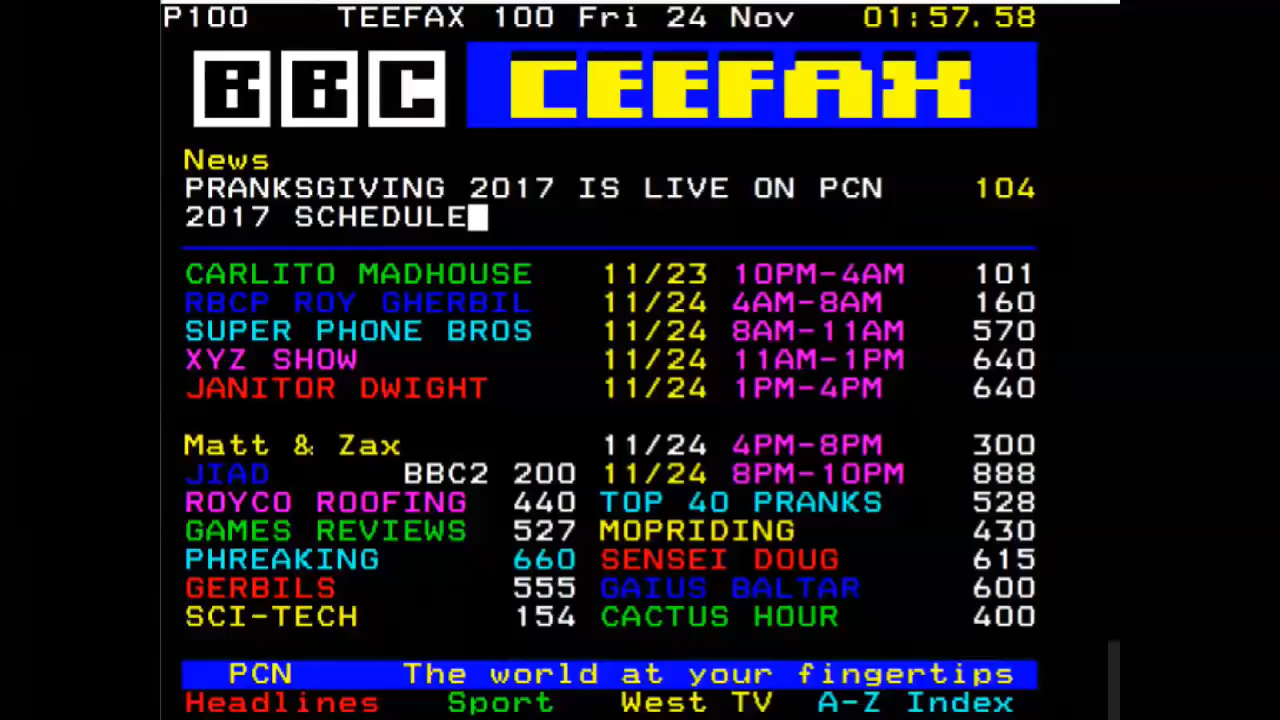 P100 TEEFAX 100 Fri 24 Nov 01:57.58
BBC CEEFAX
News
PRANKSGIVING 2017 IS LIVE ON PCN 104
2017 SCHEDULE
CARLITO MADHOUSE 11/23 10PM-4AM 101
RBCP ROY GHERBIL 11/24 4AM-8AM 160
SUPER PHONE BROS 11/24 8AM-11AM 570
XYZ SHOW 11/24 11AM-1PM 640
JANITOR DWIGHT 11/24 1PM-4PM 640
Matt & Zax 11/24 4PM-8PM 300
JIAD BBC2 200 11/24 8PM-10PM 888
ROYCO ROOFING 440 TOP 40 PRANKS 528
GAMES REVIEWS 527 MOPRIDING 430
PHREAKING 660 SENSEI DOUG 615
GERBILS 555 GAIUS BALTAR 600
SCI-TECH 154 CACTUS HOUR 400
PCN The world at your fingertips
Headlines Sport West TV A-Z Index